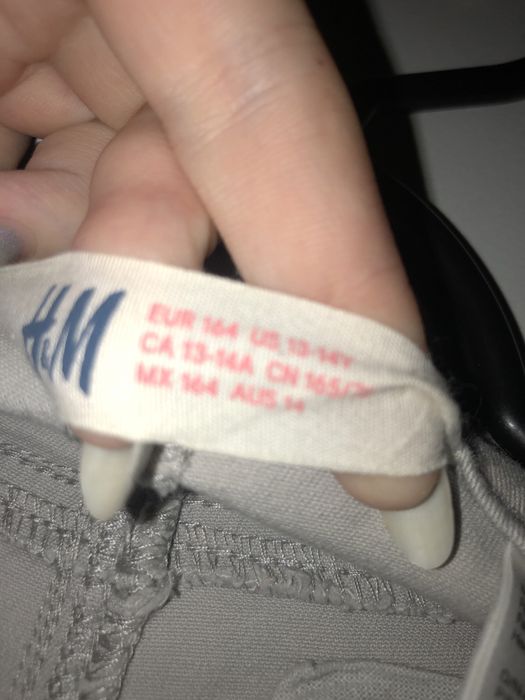 H&M
EUR 164 US 13-14Y
CA 13-14A CN 165/
MX 164 AUS 14